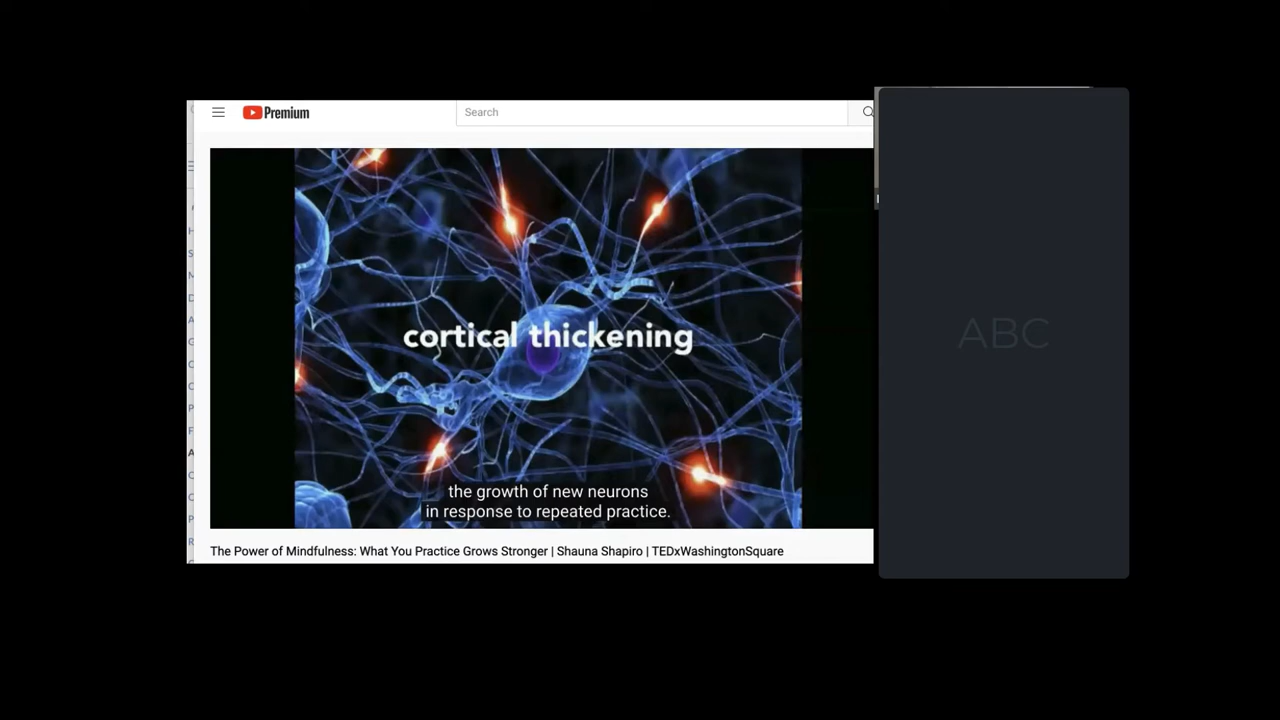 Premium
Search
cortical thickening
the growth of new neurons
in response to repeated practice.
The Power of Mindfulness: What You Practice Grows Stronger | Shauna Shapiro | TEDxWashingtonSquare
ABC